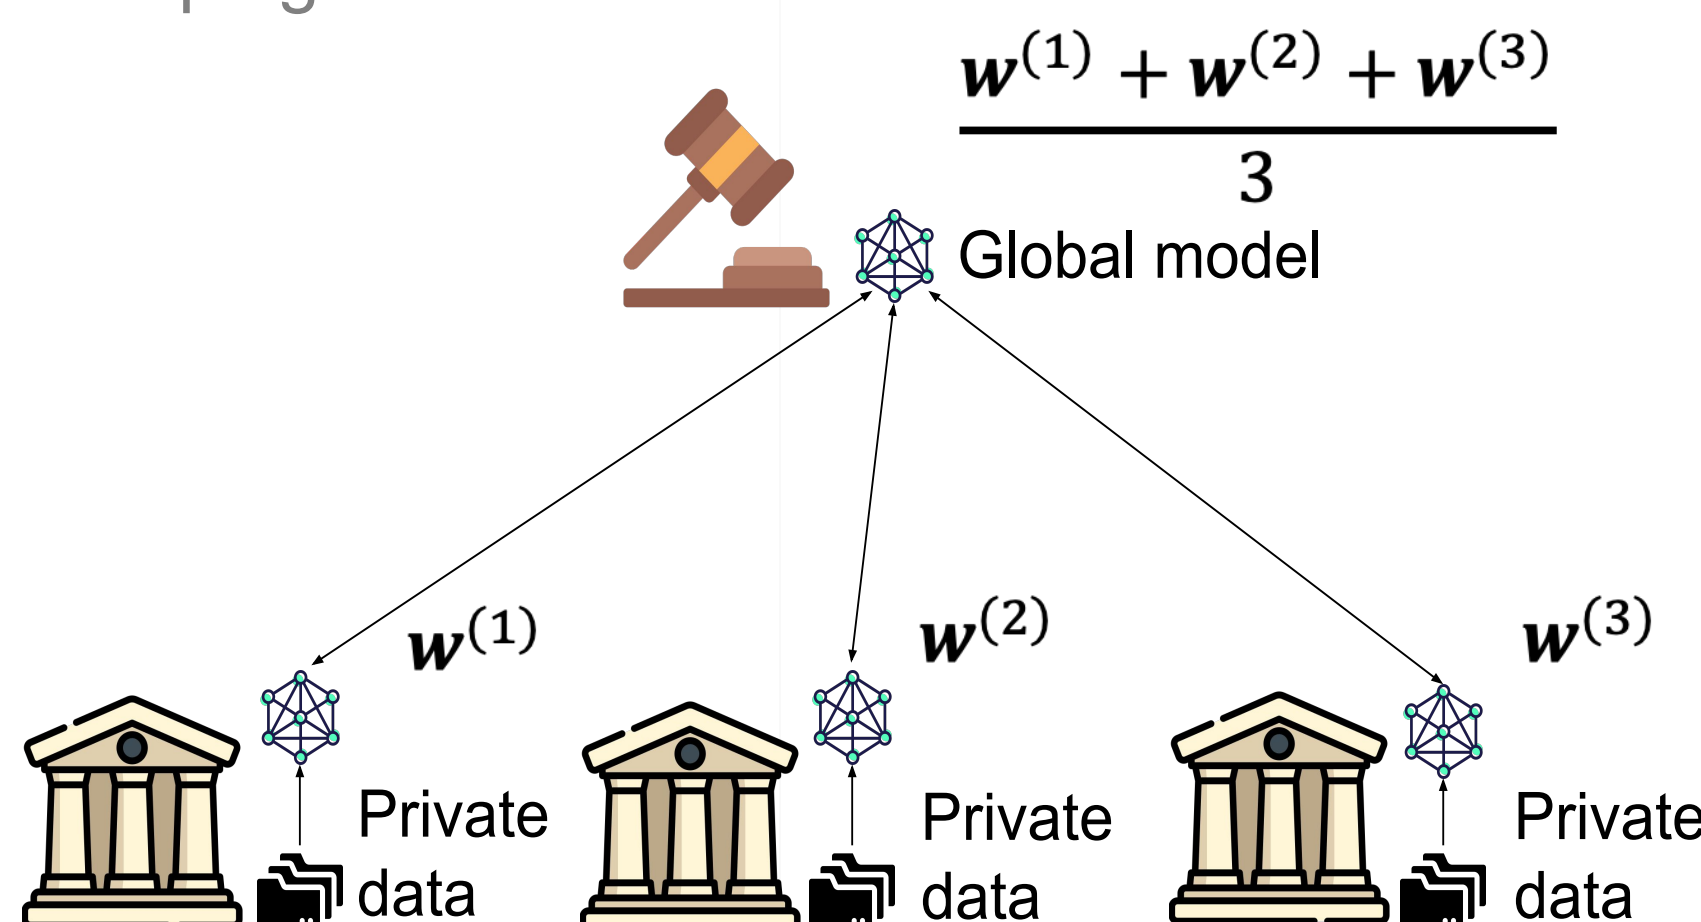 w^(1) + w^(2) + w^(3)
3
Global model
w^(1)
w^(2)
w^(3)
Private
data
Private
data
Private
data